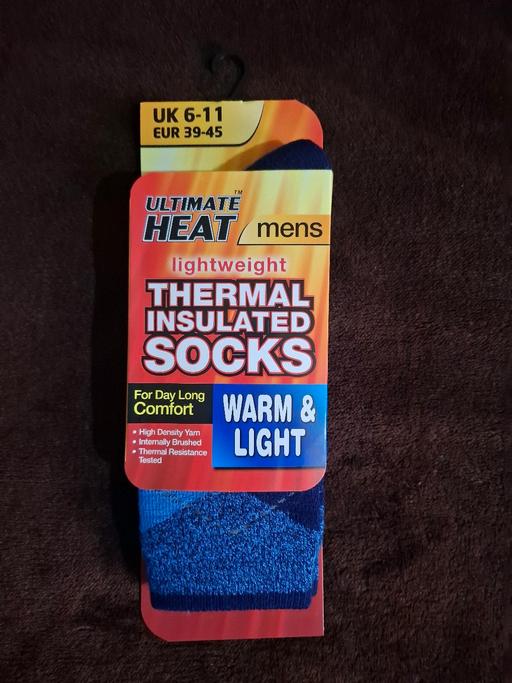 UK 6-11
EUR 39-45
ULTIMATE™
HEAT
mens
lightweight
THERMAL
INSULATED
SOCKS
For Day Long
Comfort
• High Density Yarn
• Internally Brushed
• Thermal Resistance
Tested
WARM &
LIGHT